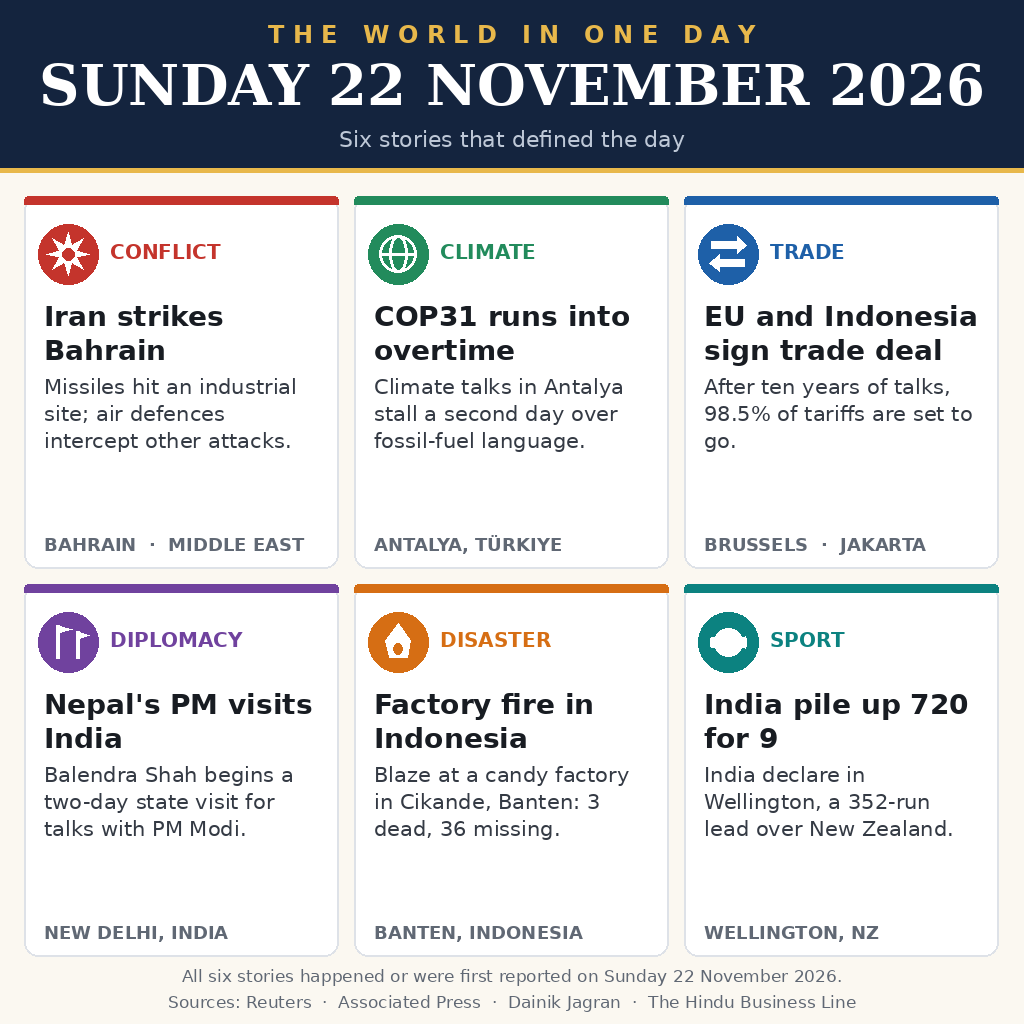 THE WORLD IN ONE DAY
SUNDAY 22 NOVEMBER 2026
Six stories that defined the day
CONFLICT
Iran strikes
Bahrain
Missiles hit an industrial
site; air defences
intercept other attacks.
BAHRAIN · MIDDLE EAST
CLIMATE
COP31 runs into
overtime
Climate talks in Antalya
stall a second day over
fossil-fuel language.
ANTALYA, TÜRKIYE
TRADE
EU and Indonesia
sign trade deal
After ten years of talks,
98.5% of tariffs are set to
go.
BRUSSELS · JAKARTA
DIPLOMACY
Nepal's PM visits
India
Balendra Shah begins a
two-day state visit for
talks with PM Modi.
NEW DELHI, INDIA
DISASTER
Factory fire in
Indonesia
Blaze at a candy factory
in Cikande, Banten: 3
dead, 36 missing.
BANTEN, INDONESIA
SPORT
India pile up 720
for 9
India declare in
Wellington, a 352-run
lead over New Zealand.
WELLINGTON, NZ
All six stories happened or were first reported on Sunday 22 November 2026.
Sources: Reuters · Associated Press · Dainik Jagran · The Hindu Business Line